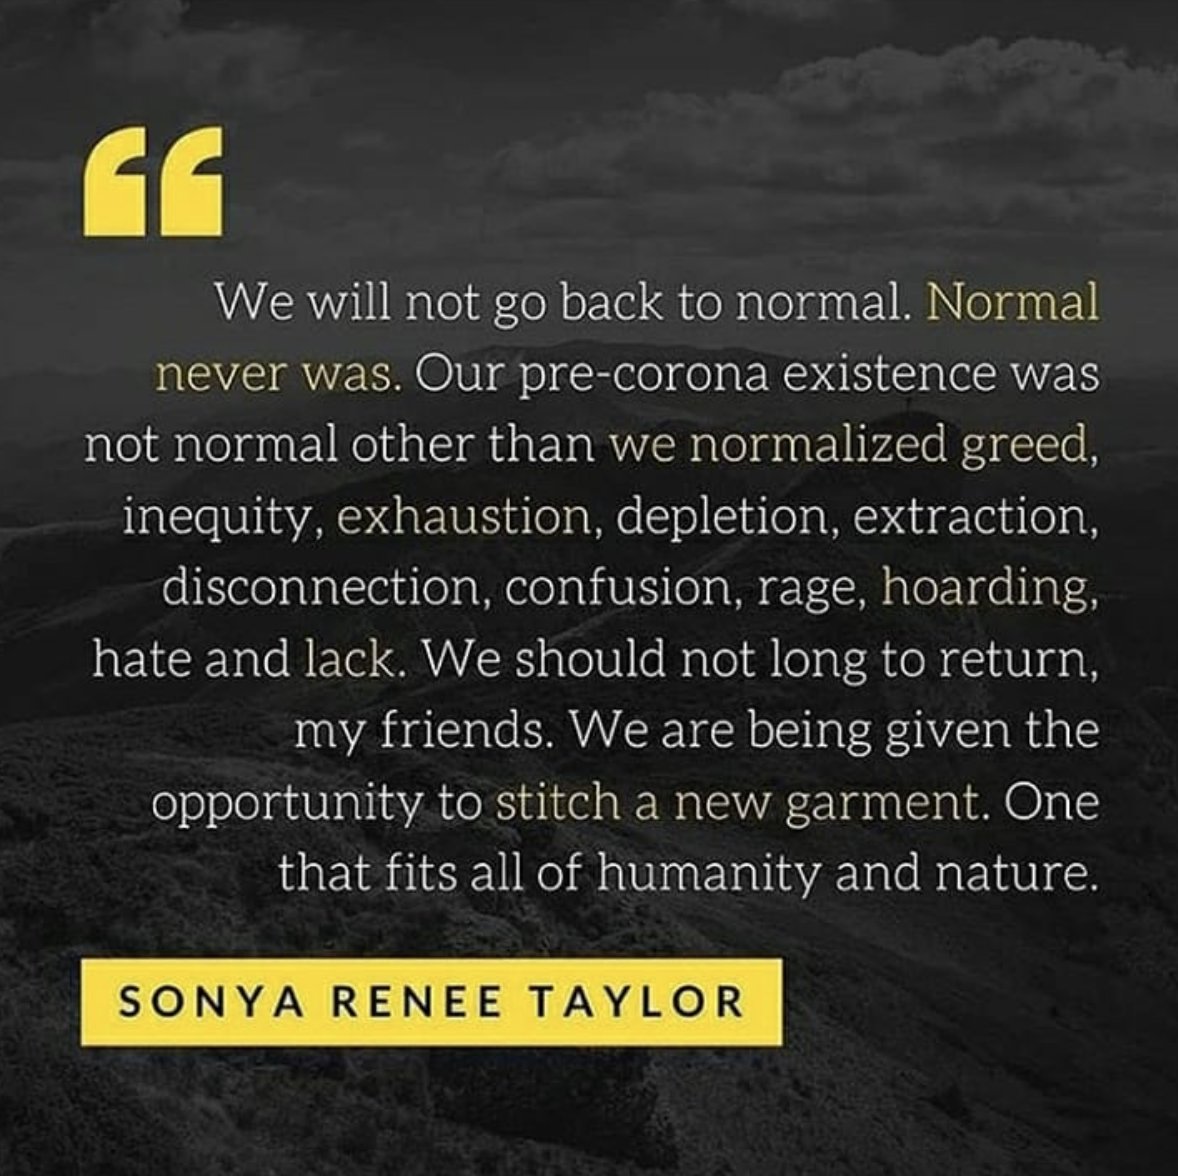 “
We will not go back to normal. Normal
never was. Our pre-corona existence was
not normal other than we normalized greed,
inequity, exhaustion, depletion, extraction,
disconnection, confusion, rage, hoarding,
hate and lack. We should not long to return,
my friends. We are being given the
opportunity to stitch a new garment. One
that fits all of humanity and nature.
SONYA RENEE TAYLOR